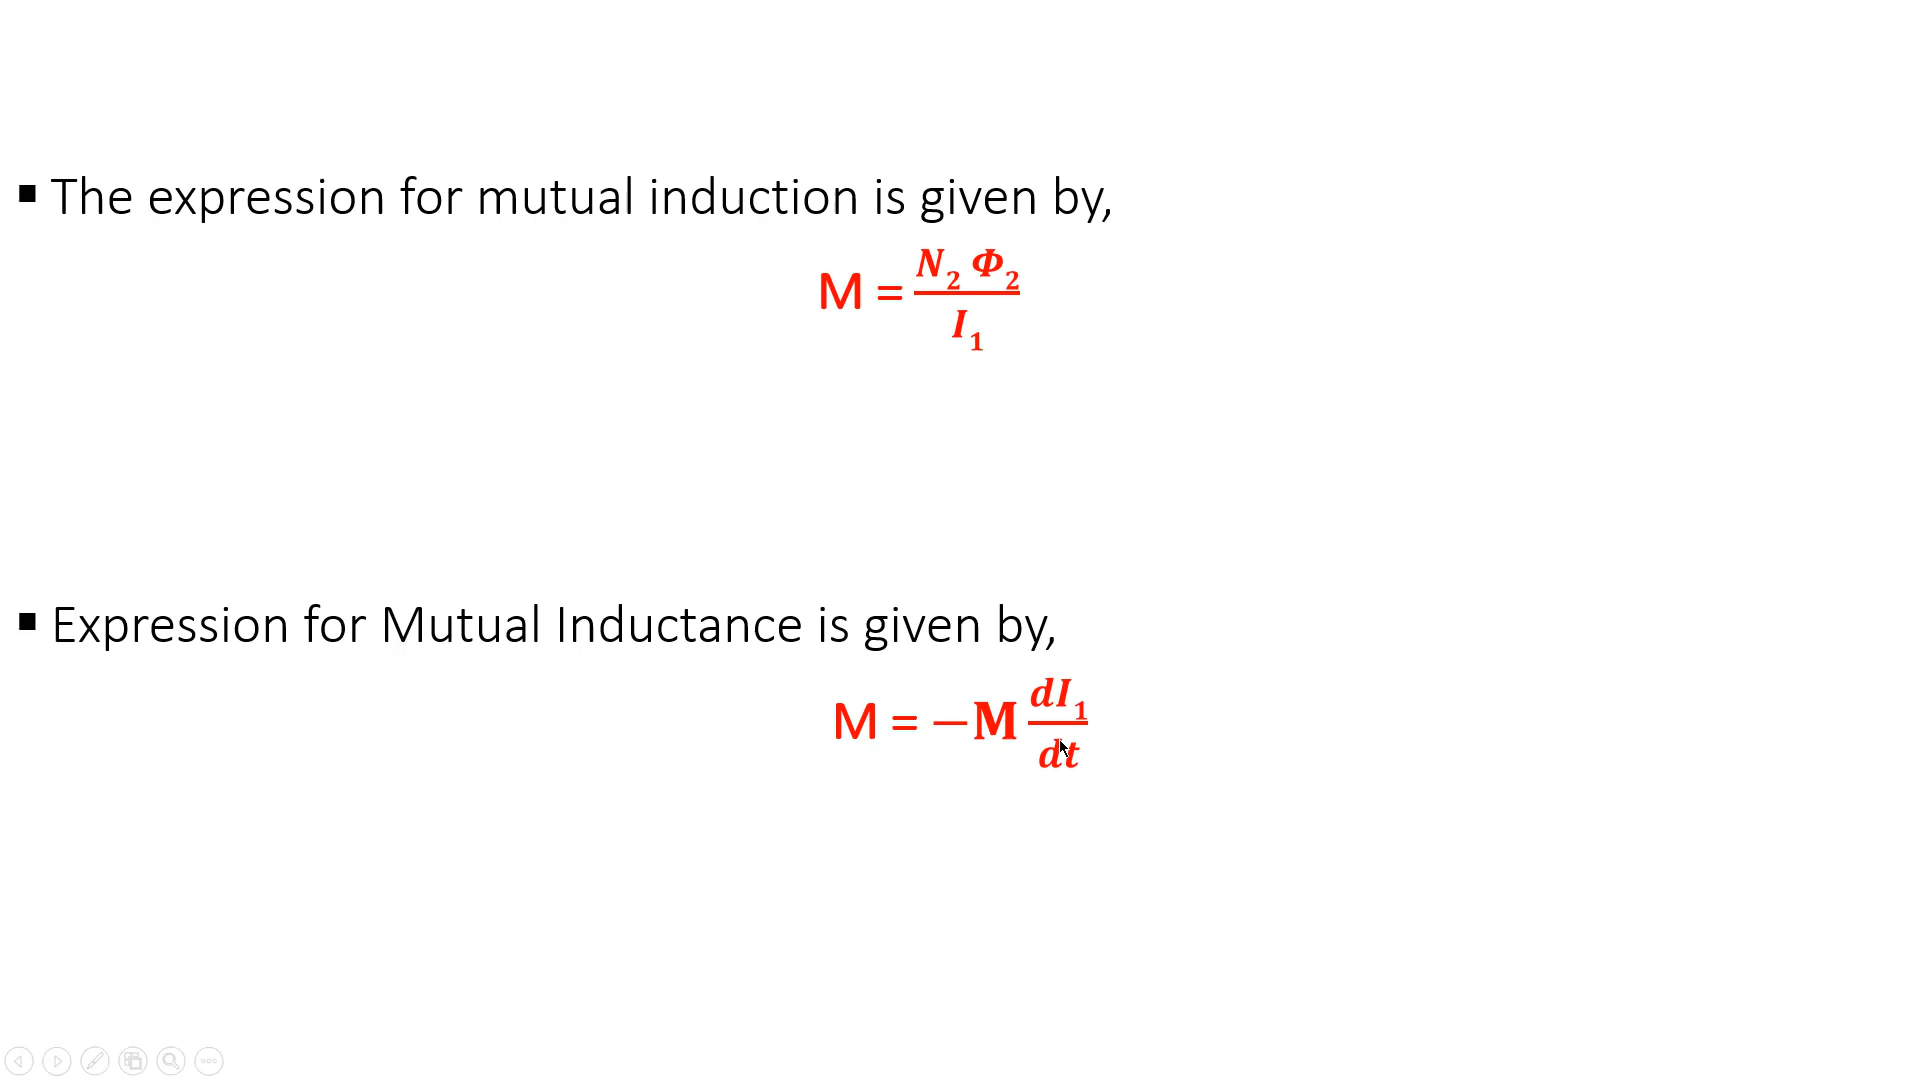 ▪ The expression for mutual induction is given by,
M = N₂ Φ₂ / I₁
▪ Expression for Mutual Inductance is given by,
M = −M dI₁ / dt